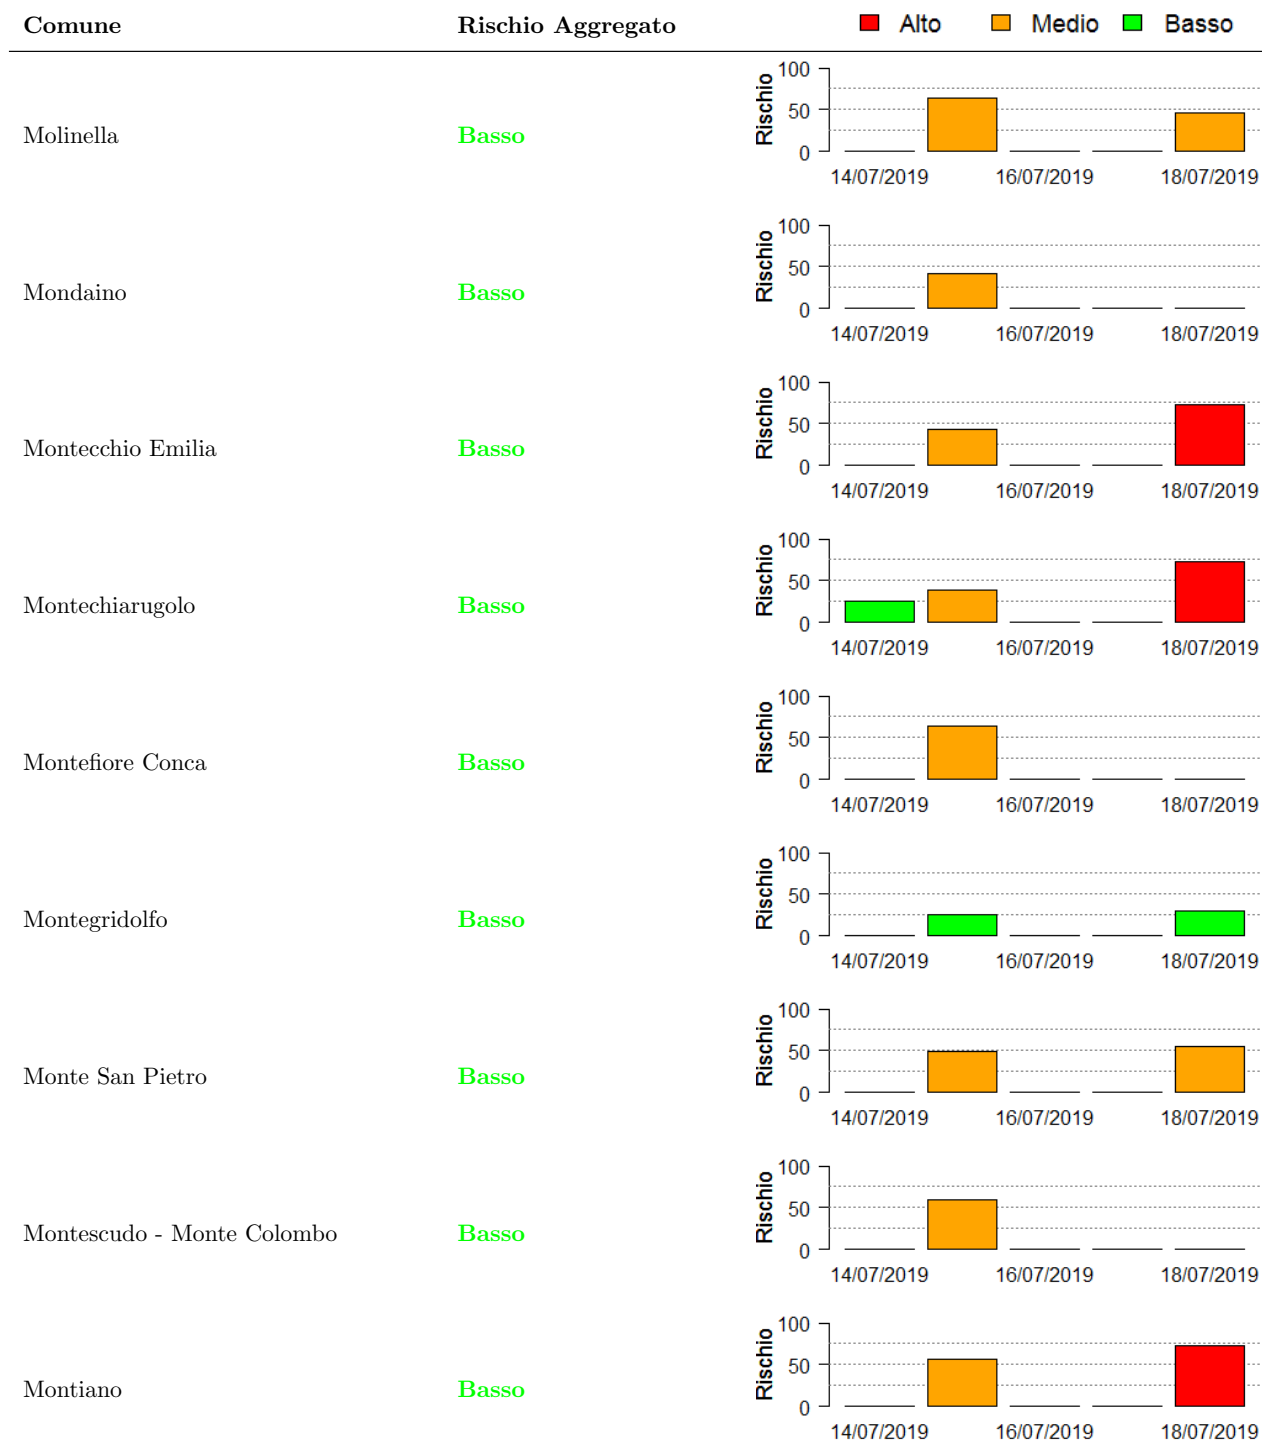 Comune Rischio Aggregato Alto Medio Basso
Molinella Basso
Rischio
100
50
0
14/07/2019 16/07/2019 18/07/2019
Mondaino Basso
Rischio
100
50
0
14/07/2019 16/07/2019 18/07/2019
Montecchio Emilia Basso
Rischio
100
50
0
14/07/2019 16/07/2019 18/07/2019
Montechiarugolo Basso
Rischio
100
50
0
14/07/2019 16/07/2019 18/07/2019
Montefiore Conca Basso
Rischio
100
50
0
14/07/2019 16/07/2019 18/07/2019
Montegridolfo Basso
Rischio
100
50
0
14/07/2019 16/07/2019 18/07/2019
Monte San Pietro Basso
Rischio
100
50
0
14/07/2019 16/07/2019 18/07/2019
Montescudo - Monte Colombo Basso
Rischio
100
50
0
14/07/2019 16/07/2019 18/07/2019
Montiano Basso
Rischio
100
50
0
14/07/2019 16/07/2019 18/07/2019